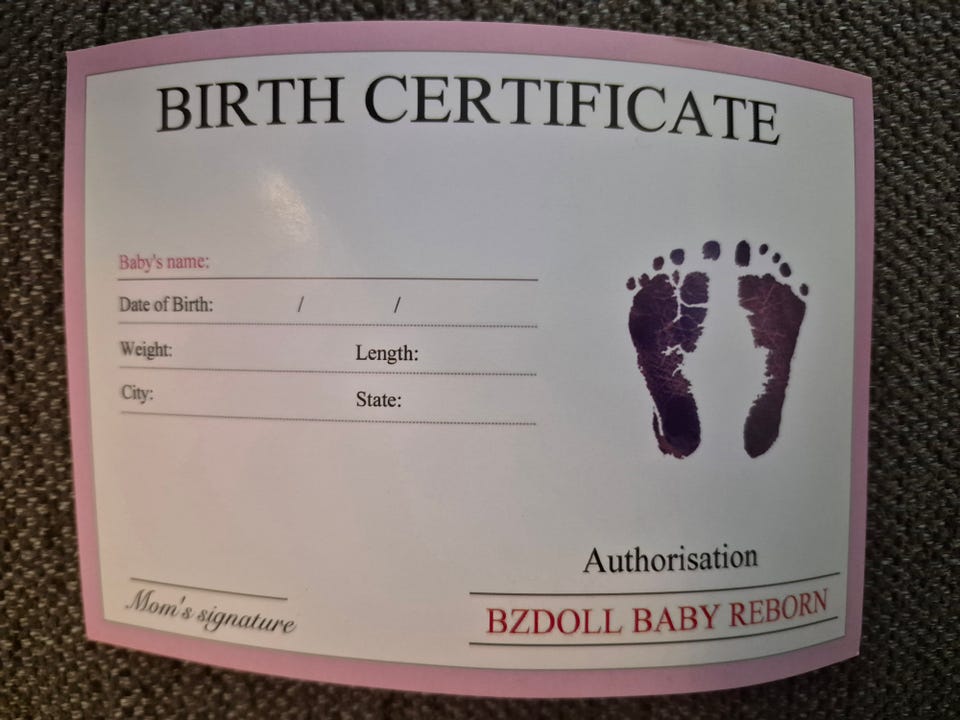 BIRTH CERTIFICATE
Baby's name:
Date of Birth: / /
Weight: Length:
City: State:
Authorisation
Mom's signature
BZDOLL BABY REBORN